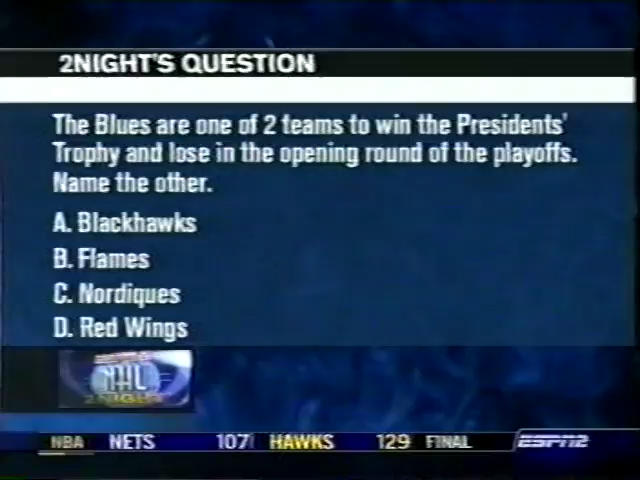 2NIGHT'S QUESTION
The Blues are one of 2 teams to win the Presidents'
Trophy and lose in the opening round of the playoffs.
Name the other.
A. Blackhawks
B. Flames
C. Nordiques
D. Red Wings
NHL
2NIGHT
NBA NETS 107 HAWKS 129 FINAL ESPN2